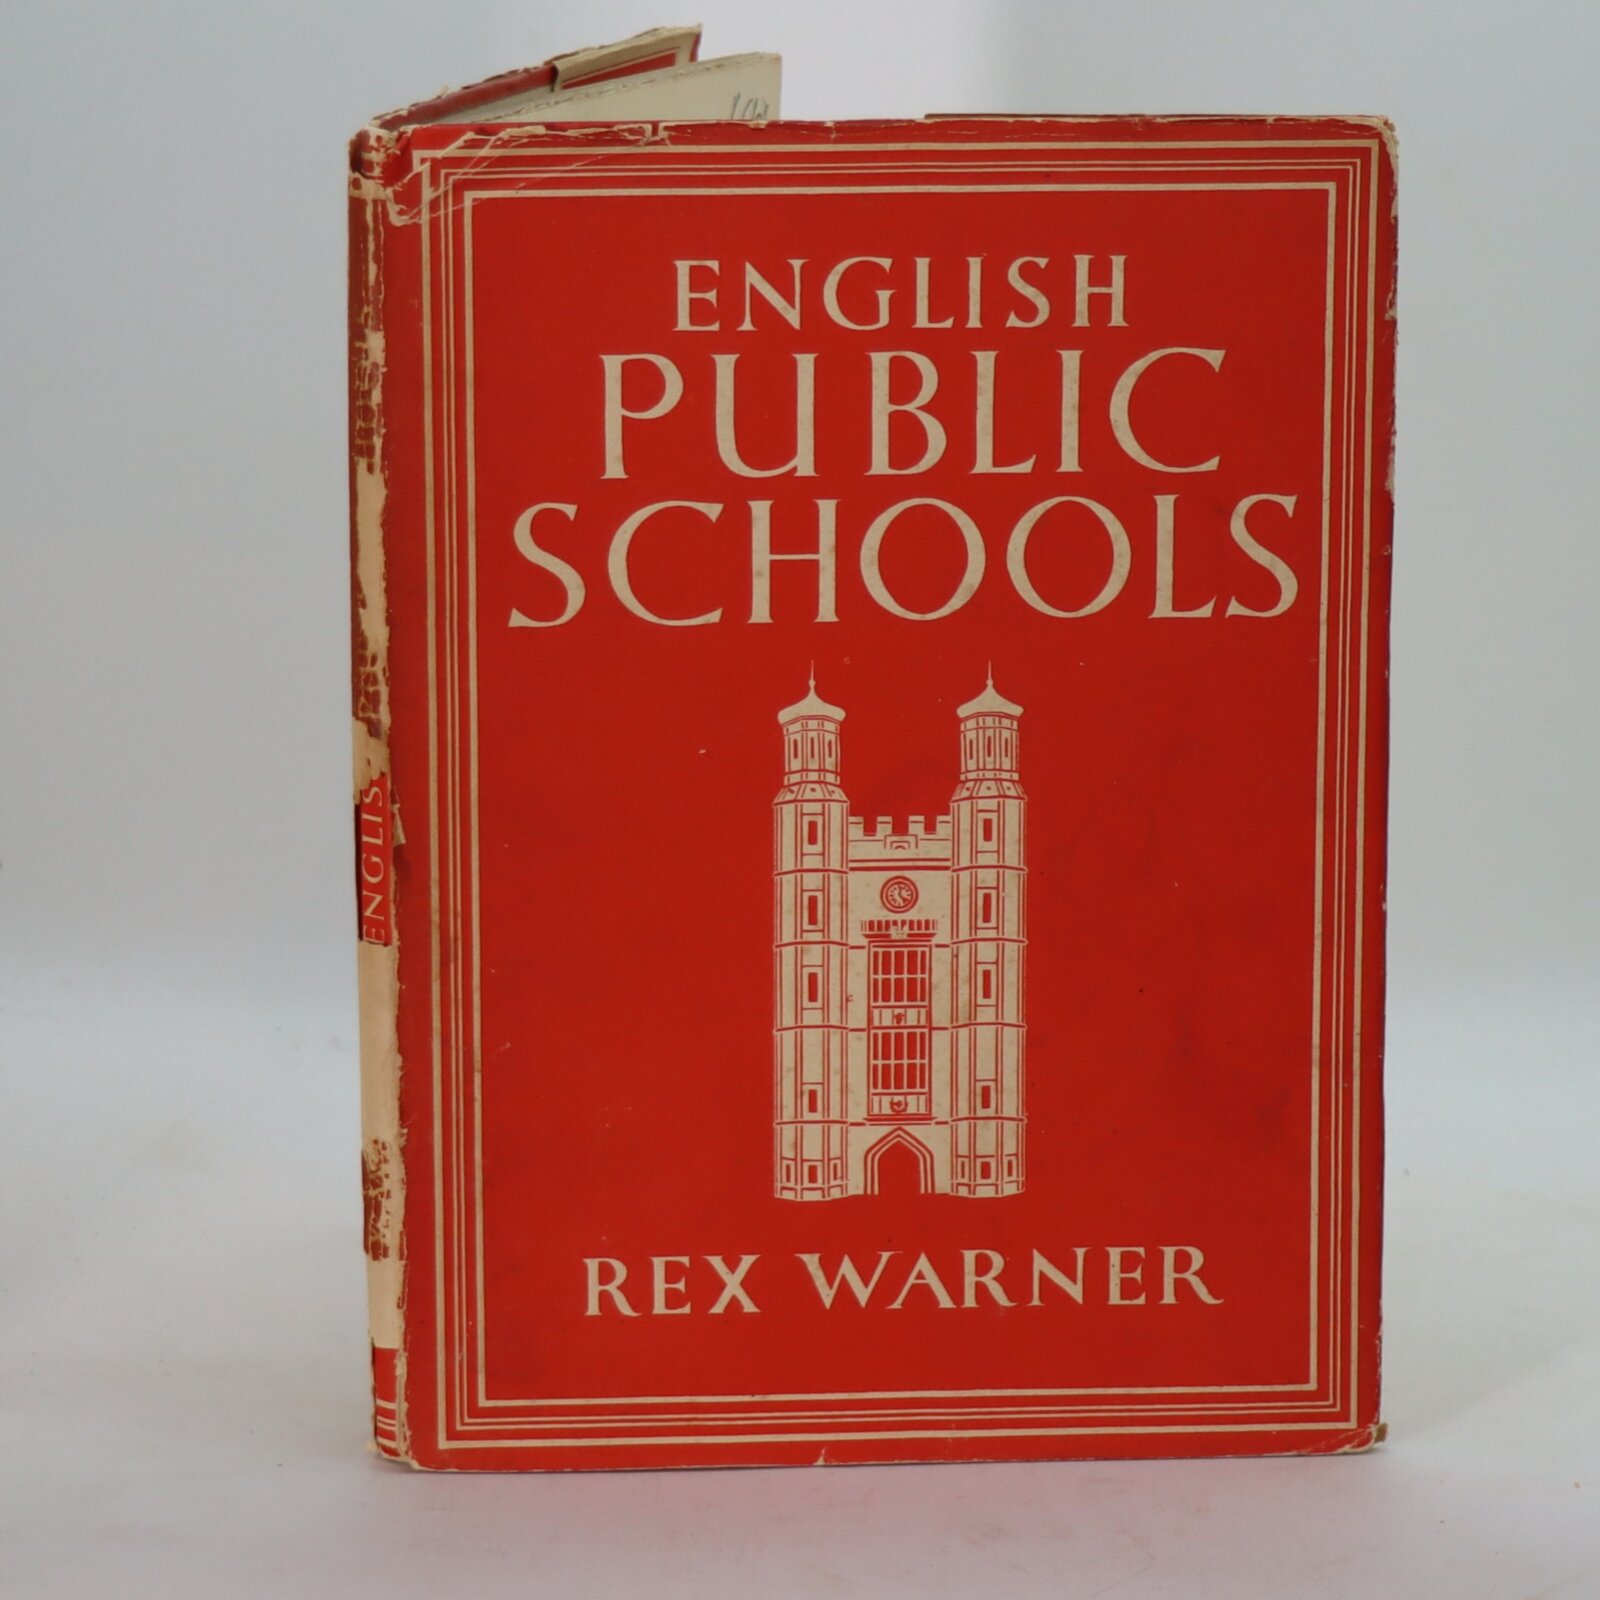 ENGLISH
PUBLIC
SCHOOLS
REX WARNER
ENGLIS